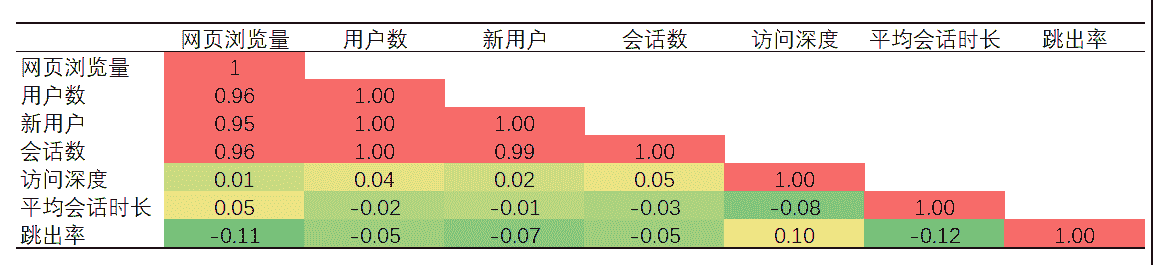 网页浏览量 用户数 新用户 会话数 访问深度 平均会话时长 跳出率
网页浏览量 1
用户数 0.96 1.00
新用户 0.95 1.00 1.00
会话数 0.96 1.00 0.99 1.00
访问深度 0.01 0.04 0.02 0.05 1.00
平均会话时长 0.05 -0.02 -0.01 -0.03 -0.08 1.00
跳出率 -0.11 -0.05 -0.07 -0.05 0.10 -0.12 1.00